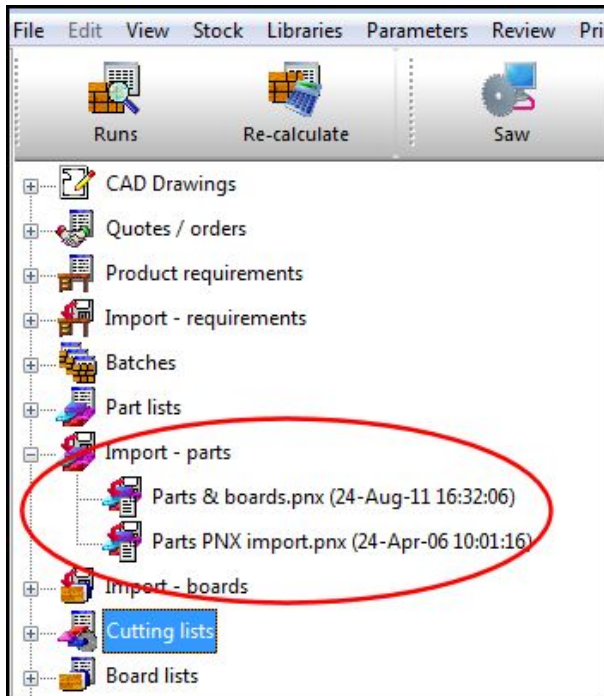 File Edit View Stock Libraries Parameters Review Pri
Runs Re-calculate Saw
CAD Drawings
Quotes / orders
Product requirements
Import - requirements
Batches
Part lists
Import - parts
Parts & boards.pnx (24-Aug-11 16:32:06)
Parts PNX import.pnx (24-Apr-06 10:01:16)
Import - boards
Cutting lists
Board lists